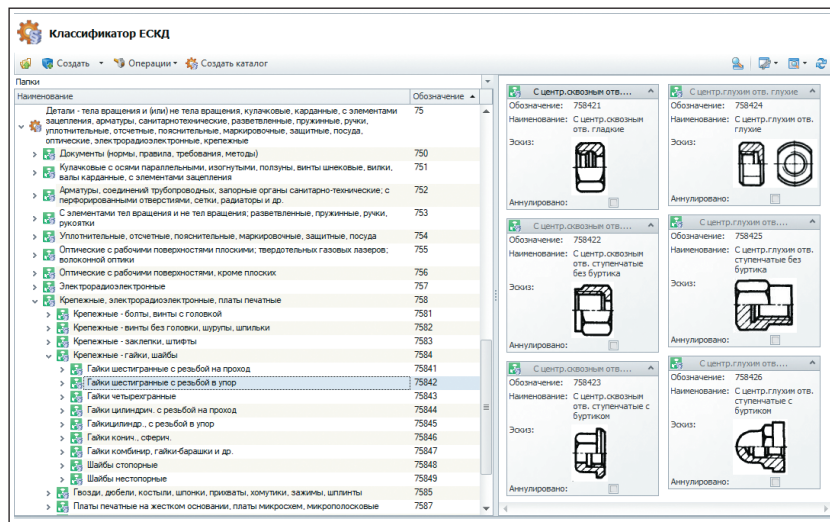 Классификатор ЕСКД
Создать
Операции
Создать каталог
Папки
Наименование
Обозначение
Детали - тела вращения и (или) не тела вращения, кулачковые, карданные, с элементами
зацепления, арматуры, санитарнотехнические, разветвленные, пружинные, ручки,
уплотнительные, отсчетные, пояснительные, маркировочные, защитные, посуда,
оптические, электрорадиоэлектронные, крепежные
75
Документы (нормы, правила, требования, методы)
750
Кулачковые с осями параллельными, изогнутыми, ползуны, винты шнековые, вилки,
валы карданные, с элементами зацепления
751
Арматуры, соединений трубопроводных, запорные органы санитарно-технические; с
перфорированными отверстиями, сетки, радиаторы и др.
752
С элементами тел вращения и не тел вращения; разветвленные, пружинные, ручки,
рукоятки
753
Уплотнительные, отсчетные, пояснительные, маркировочные, защитные, посуда
754
Оптические с рабочими поверхностями плоскими; твердотельных газовых лазеров;
волоконной оптики
755
Оптические с рабочими поверхностями, кроме плоских
756
Электрорадиоэлектронные
757
Крепежные, электрорадиоэлектронные, платы печатные
758
Крепежные - болты, винты с головкой
7581
Крепежные - винты без головки, шурупы, шпильки
7582
Крепежные - заклепки, штифты
7583
Крепежные - гайки, шайбы
7584
Гайки шестигранные с резьбой на проход
75841
Гайки шестигранные с резьбой в упор
75842
Гайки четырехгранные
75843
Гайки цилиндрич. с резьбой на проход
75844
Гайкицилиндр., с резьбой в упор
75845
Гайки конич., сферич.
75846
Гайки комбинир, гайки-барашки и др.
75847
Шайбы стопорные
75848
Шайбы нестопорные
75849
Гвозди, дюбели, костыли, шпонки, прихваты, хомутики, зажимы, шплинты
7585
Платы печатные на жестком основании, платы микросхем, микрополосковые
7587
С центр.сквозным отв....
Обозначение: 758421
Наименование: С центр.сквозным
отв. гладкие
Эскиз:
Аннулировано:
С центр.глухим отв. глухие
Обозначение: 758424
Наименование: С центр.глухим отв.
глухие
Эскиз:
Аннулировано:
С центр.сквозным отв....
Обозначение: 758422
Наименование: С центр.сквозным
отв. ступенчатые
без буртика
Эскиз:
Аннулировано:
С центр.глухим отв....
Обозначение: 758425
Наименование: С центр.глухим отв.
ступенчатые без
буртика
Эскиз:
Аннулировано:
С центр.сквозным отв....
Обозначение: 758423
Наименование: С центр.сквозным
отв. ступенчатые с
буртиком
Эскиз:
Аннулировано:
С центр.глухим отв....
Обозначение: 758426
Наименование: С центр.глухим отв.
ступенчатые с
буртиком
Эскиз:
Аннулировано: